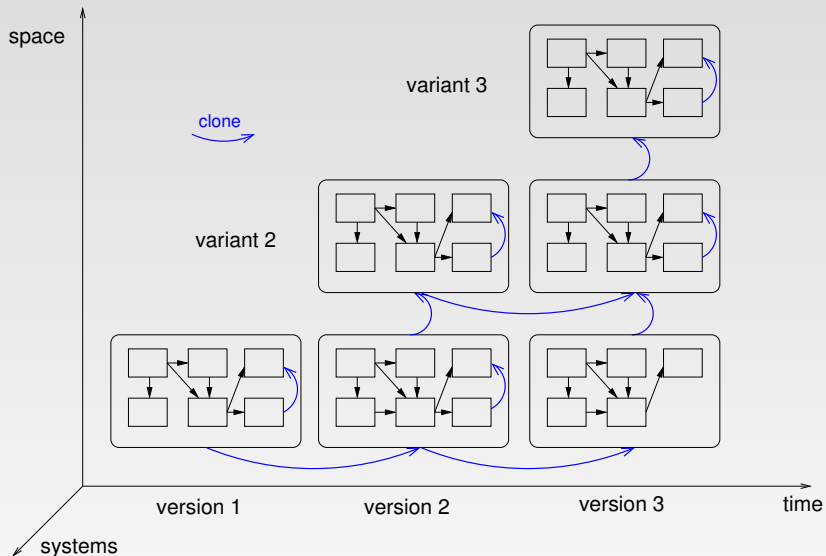 space
variant 3
clone
variant 2
version 1
version 2
version 3
time
systems